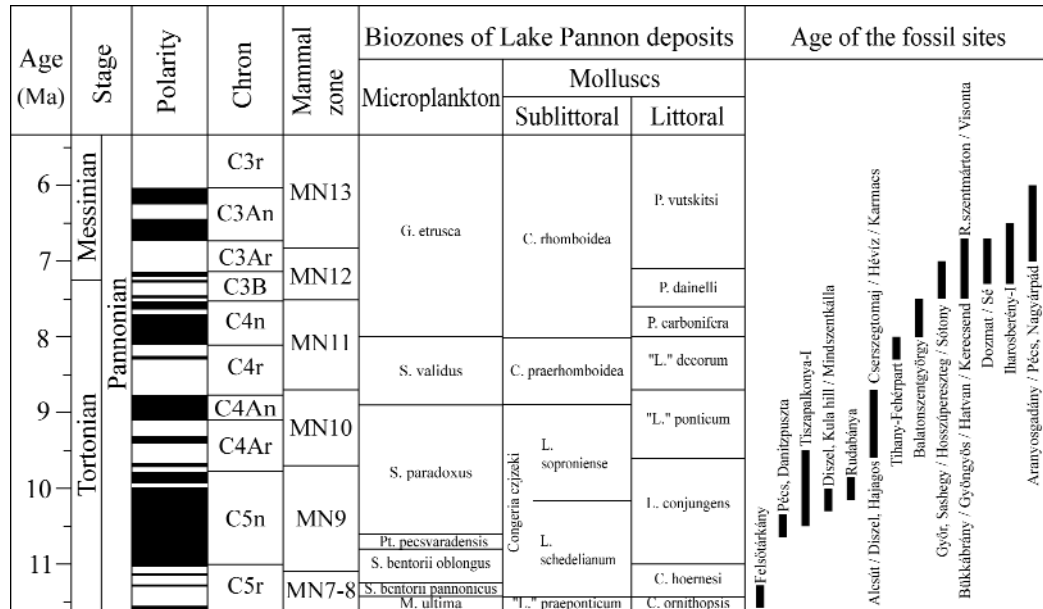 Age
(Ma)
Stage
Polarity
Chron
Mammal
zone
Biozones of Lake Pannon deposits
Microplankton
Molluscs
Sublittoral
Littoral
Age of the fossil sites
6
7
8
9
10
11
Messinian
Tortonian
Pannonian
C3r
C3An
C3Ar
C3B
C4n
C4r
C4An
C4Ar
C5n
C5r
MN13
MN12
MN11
MN10
MN9
MN7-8
G. etrusca
S. validus
S. paradoxus
Pt. pecsvaradensis
S. bentorii oblongus
S. bentorii pannonicus
M. ultima
C. rhomboidea
C. praerhomboidea
Congeria czjzeki
L.
soproniense
L.
schedelianum
"L." praeponticum
P. vutskitsi
P. dainelli
P. carbonifera
"L." decorum
"L." ponticum
L. conjungens
C. hoernesi
C. ornithopsis
Felsőtárkány
Pécs, Danitzpuszta
Tiszapalkonya-I
Diszel, Kula hill / Mindszentkálla
Rudabánya
Alcsút / Diszel, Hajagos / Cserszegtomaj / Hévíz / Karmacs
Tihany-Fehérpart
Balatonszentgyörgy
Győr, Sashegy / Hosszúpereszteg / Sótony
Bükkábrány / Gyöngyös / Hatvan / Kerecsend / R.szentmárton / Visonta
Dozmat / Sé
Iharosberény-I
Aranyosgadány / Pécs, Nagyárpád